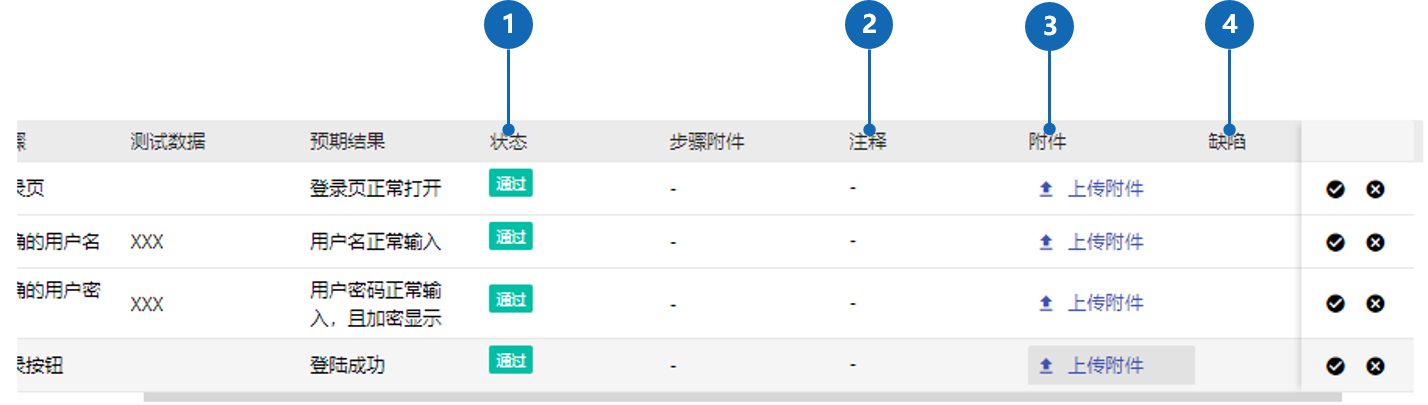 1 2 3 4
骤 测试数据 预期结果 状态 步骤附件 注释 附件 缺陷
录页 登录页正常打开 通过 - - 上传附件
确的用户名 XXX 用户名正常输入 通过 - - 上传附件
确的用户密 XXX 用户密码正常输
入，且加密显示 通过 - - 上传附件
录按钮 登陆成功 通过 - - 上传附件